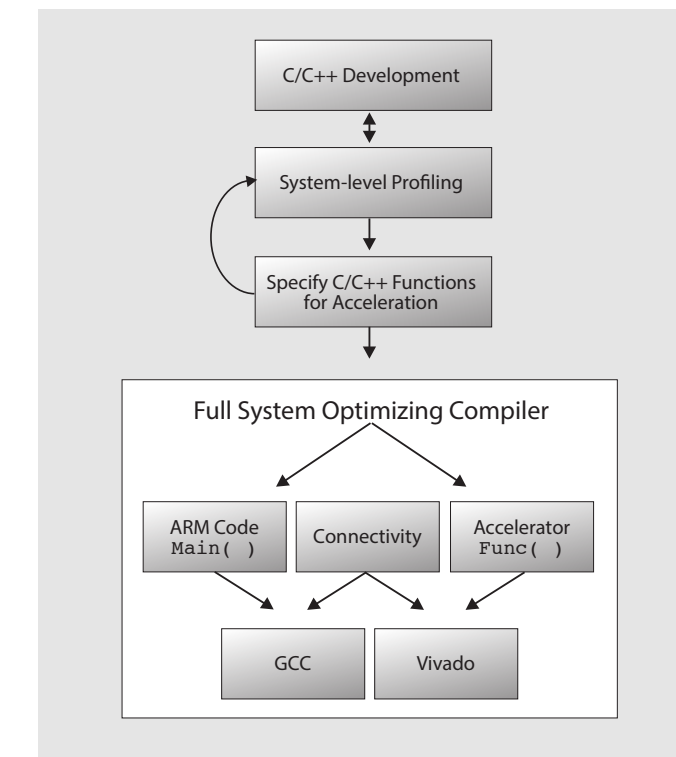 C/C++ Development
System-level Profiling
Specify C/C++ Functions
for Acceleration
Full System Optimizing Compiler
ARM Code
Main( )
Connectivity
Accelerator
Func( )
GCC
Vivado